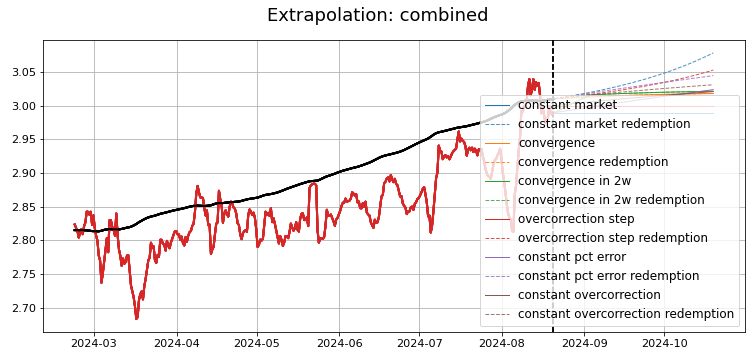 Extrapolation: combined
3.05
3.00
2.95
2.90
2.85
2.80
2.75
2.70
constant market
constant market redemption
convergence
convergence redemption
convergence in 2w
convergence in 2w redemption
overcorrection step
overcorrection step redemption
constant pct error
constant pct error redemption
constant overcorrection
constant overcorrection redemption
2024-03 2024-04 2024-05 2024-06 2024-07 2024-08 2024-09 2024-10